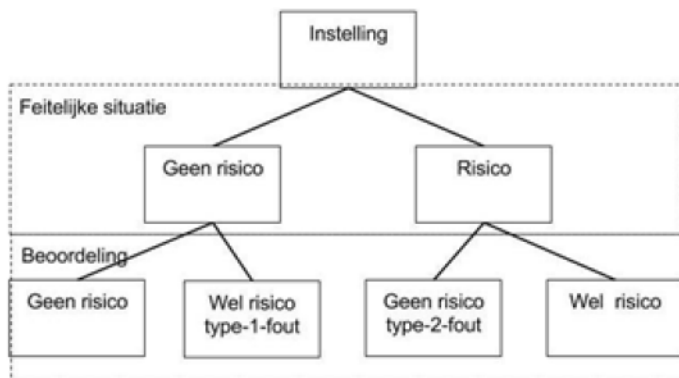 Instelling
Feitelijke situatie
Geen risico
Risico
Beoordeling
Geen risico
Wel risico
type-1-fout
Geen risico
type-2-fout
Wel risico